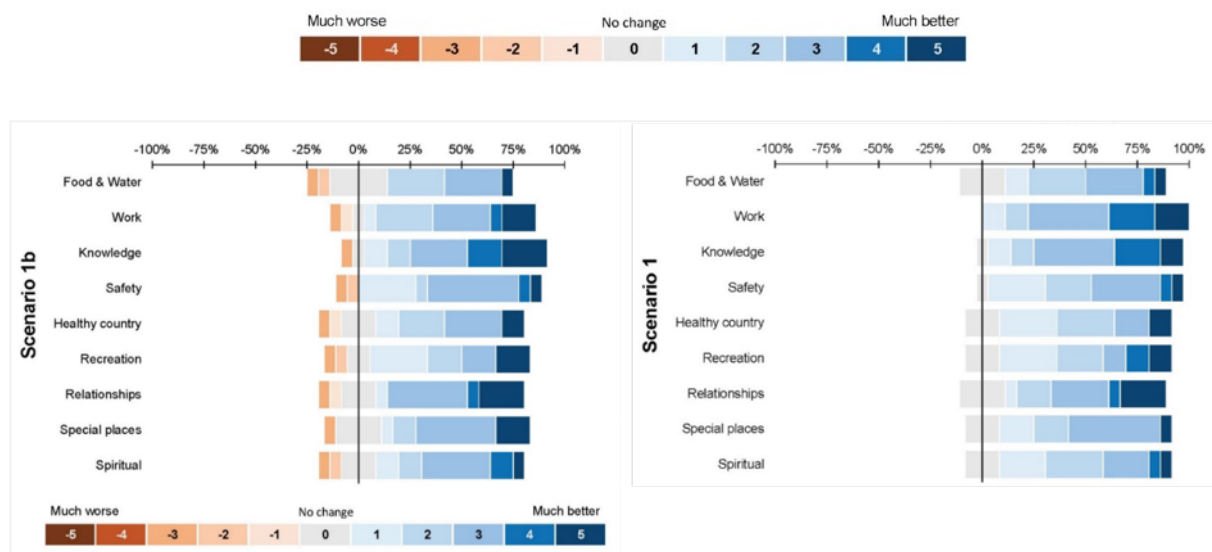 Much worse No change Much better
-5 -4 -3 -2 -1 0 1 2 3 4 5
Scenario 1b
-100% -75% -50% -25% 0% 25% 50% 75% 100%
Food & Water
Work
Knowledge
Safety
Healthy country
Recreation
Relationships
Special places
Spiritual
Much worse No change Much better
-5 -4 -3 -2 -1 0 1 2 3 4 5
Scenario 1
-100% -75% -50% -25% 0% 25% 50% 75% 100%
Food & Water
Work
Knowledge
Safety
Healthy country
Recreation
Relationships
Special places
Spiritual